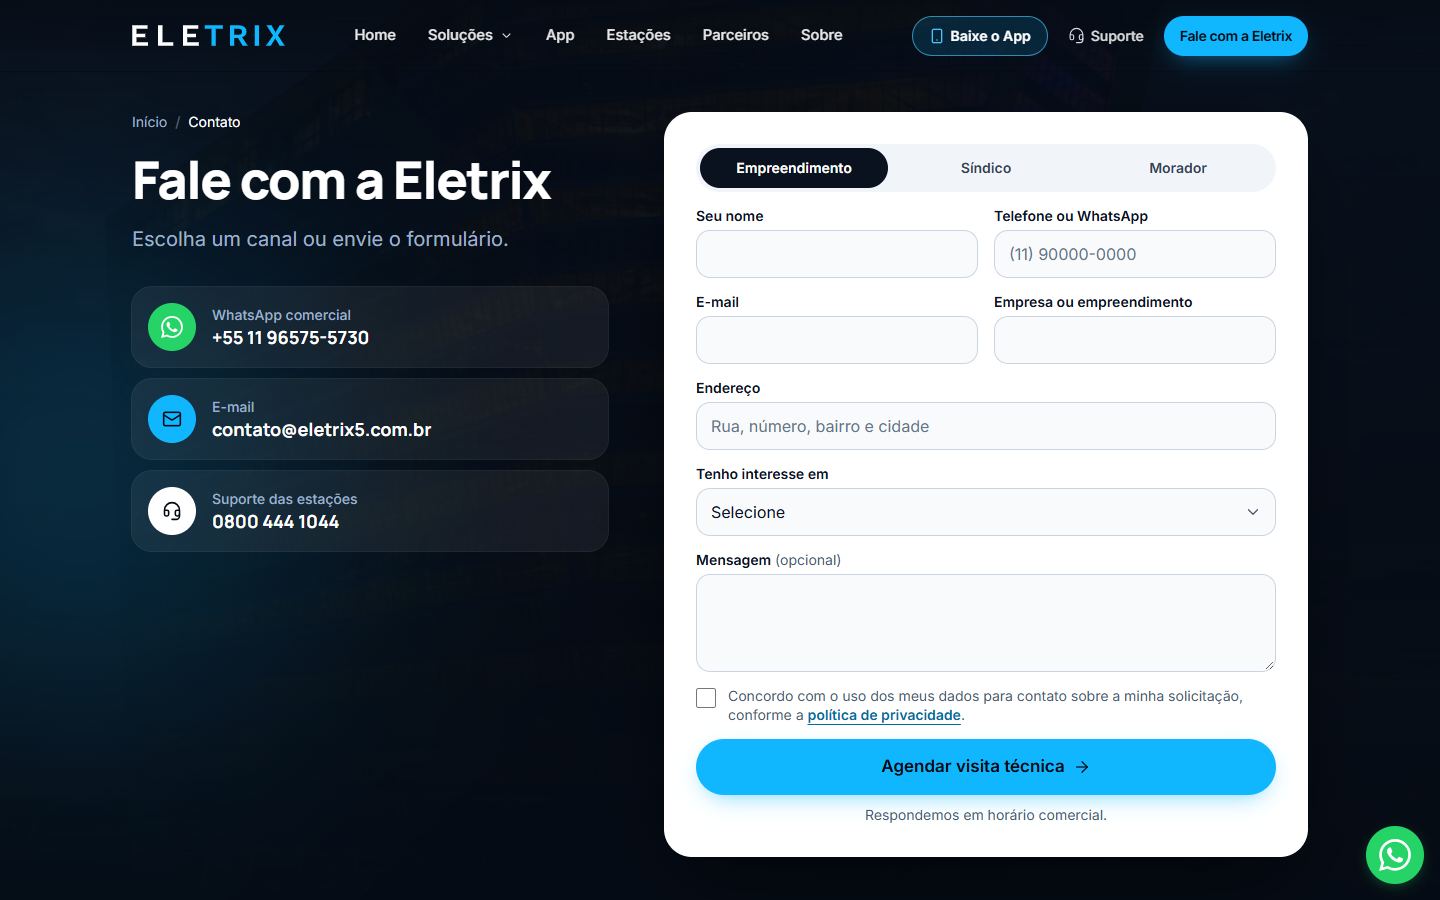 ELETRIX
Home
Soluções
App
Estações
Parceiros
Sobre
Baixe o App
Suporte
Fale com a Eletrix
Início / Contato
Fale com a Eletrix
Escolha um canal ou envie o formulário.
WhatsApp comercial
+55 11 96575-5730
E-mail
contato@eletrix5.com.br
Suporte das estações
0800 444 1044
Empreendimento
Síndico
Morador
Seu nome
Telefone ou WhatsApp
(11) 90000-0000
E-mail
Empresa ou empreendimento
Endereço
Rua, número, bairro e cidade
Tenho interesse em
Selecione
Mensagem (opcional)
Concordo com o uso dos meus dados para contato sobre a minha solicitação,
conforme a política de privacidade.
Agendar visita técnica
Respondemos em horário comercial.